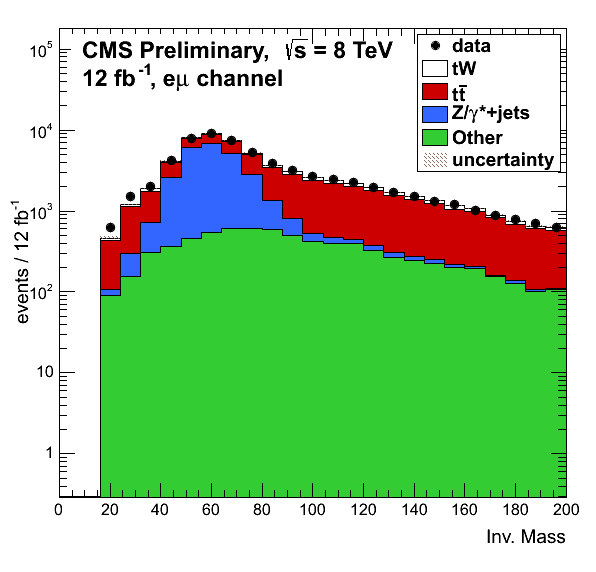 CMS Preliminary, √s = 8 TeV
12 fb⁻¹, eμ channel
data
tW
tt̅
Z/γ*+jets
Other
uncertainty
events / 12 fb⁻¹
10⁵
10⁴
10³
10²
10
1
0 20 40 60 80 100 120 140 160 180 200
Inv. Mass